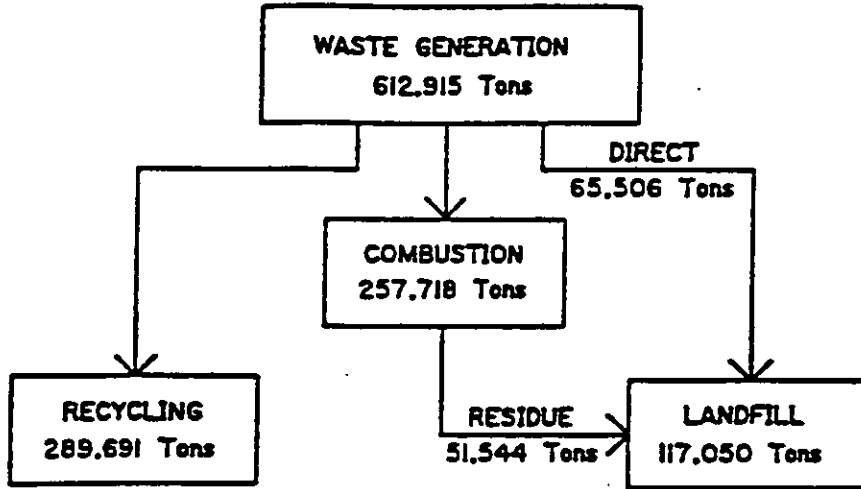 WASTE GENERATION
612,915 Tons
DIRECT
65,506 Tons
COMBUSTION
257,718 Tons
RECYCLING
289,691 Tons
RESIDUE
51,544 Tons
LANDFILL
117,050 Tons